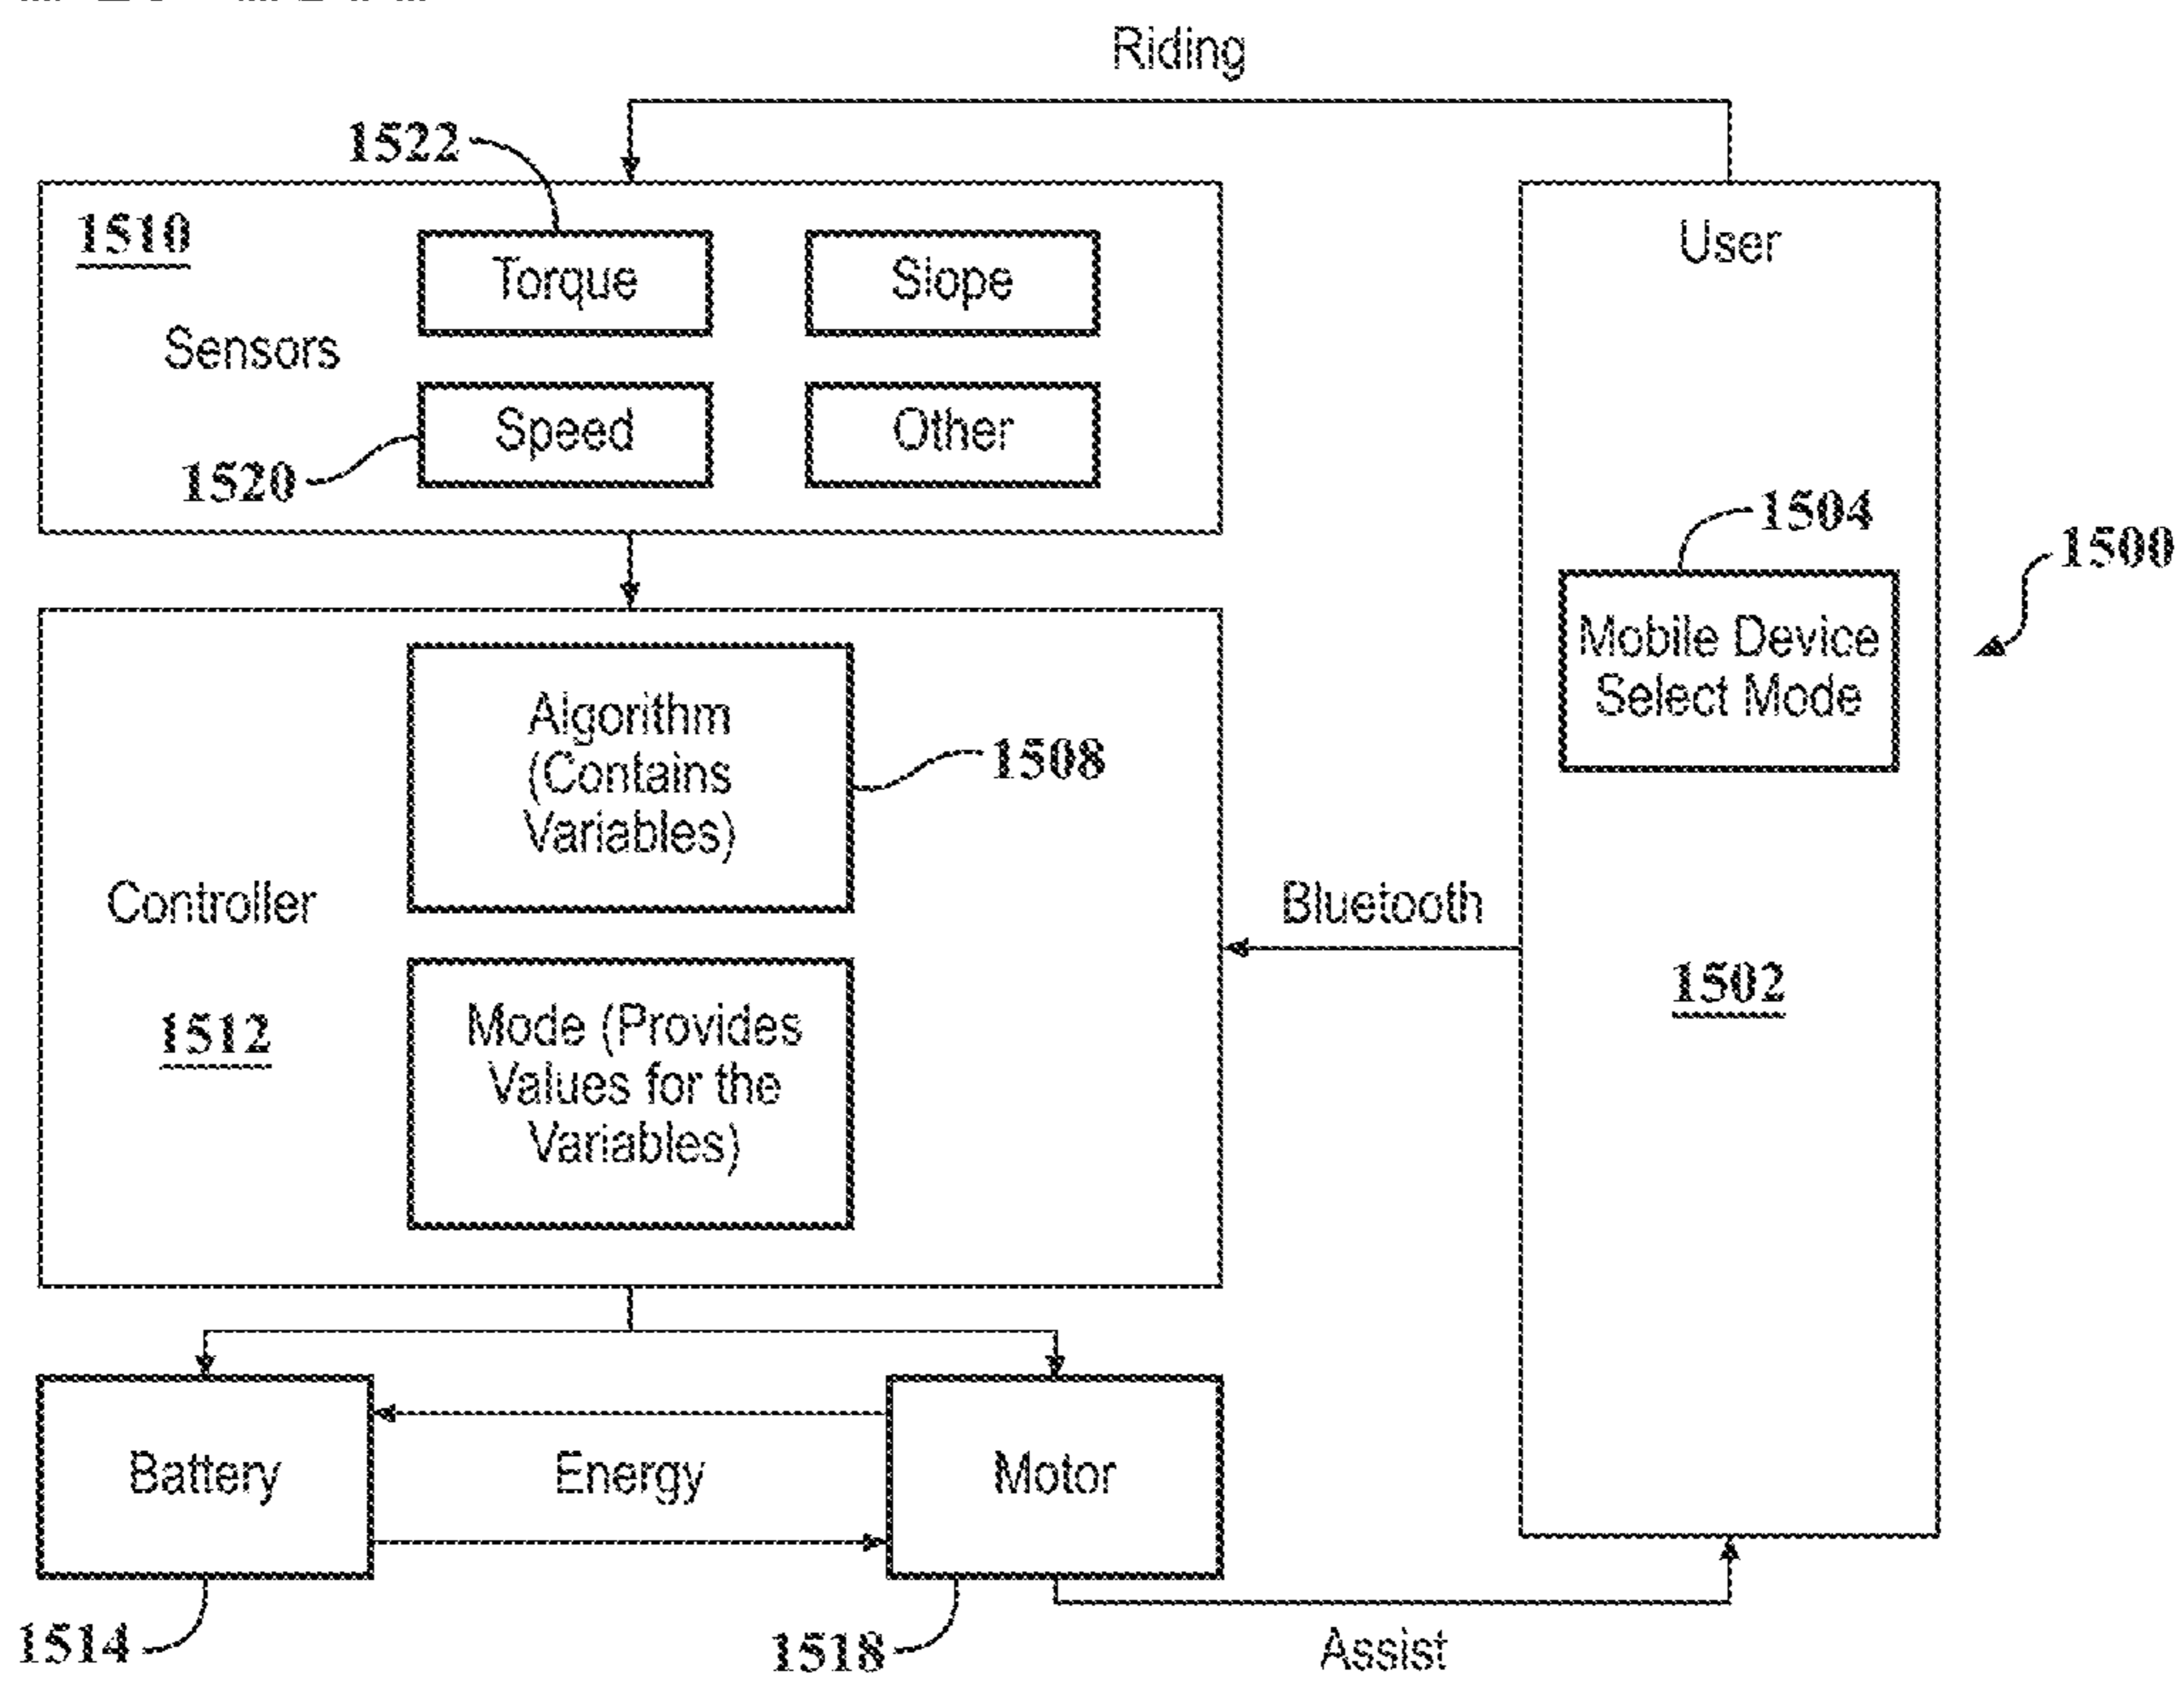 Riding
1522
1510
Torque
Slope
User
Sensors
Speed
Other
1520
1504
1500
Mobile Device
Select Mode
Algorithm
(Contains
Variables)
1508
Controller
Bluetooth
1502
1512
Mode (Provides
Values for the
Variables)
Battery
Energy
Motor
1514
1518
Assist